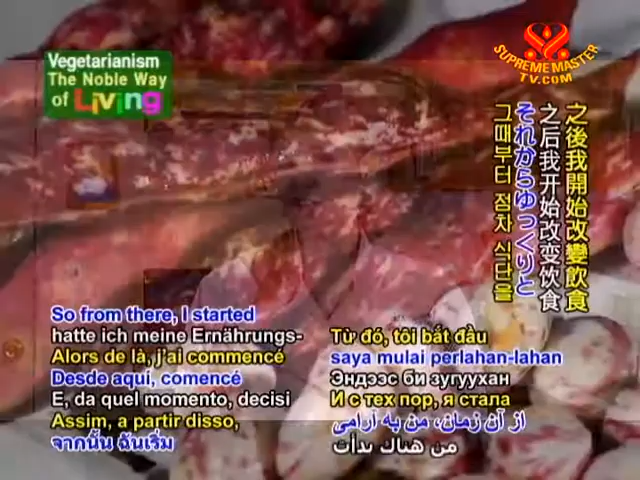 Vegetarianism
The Noble Way
of Living
SUPREME MASTER
TV.COM
之後我開始改變飲食
之后我开始改变饮食
それからゆっくりと
그때부터 점차 식단을
So from there, I started
hatte ich meine Ernährungs-
Alors de là, j'ai commencé
Desde aquí, comencé
E, da quel momento, decisi
Assim, a partir disso,
จากนั้น ฉันเริ่ม
Từ đó, tôi bắt đầu
saya mulai perlahan-lahan
Эндээс би зугуухан
И с тех пор, я стала
از آن زمان، من به آرامی
من هناك بدأت